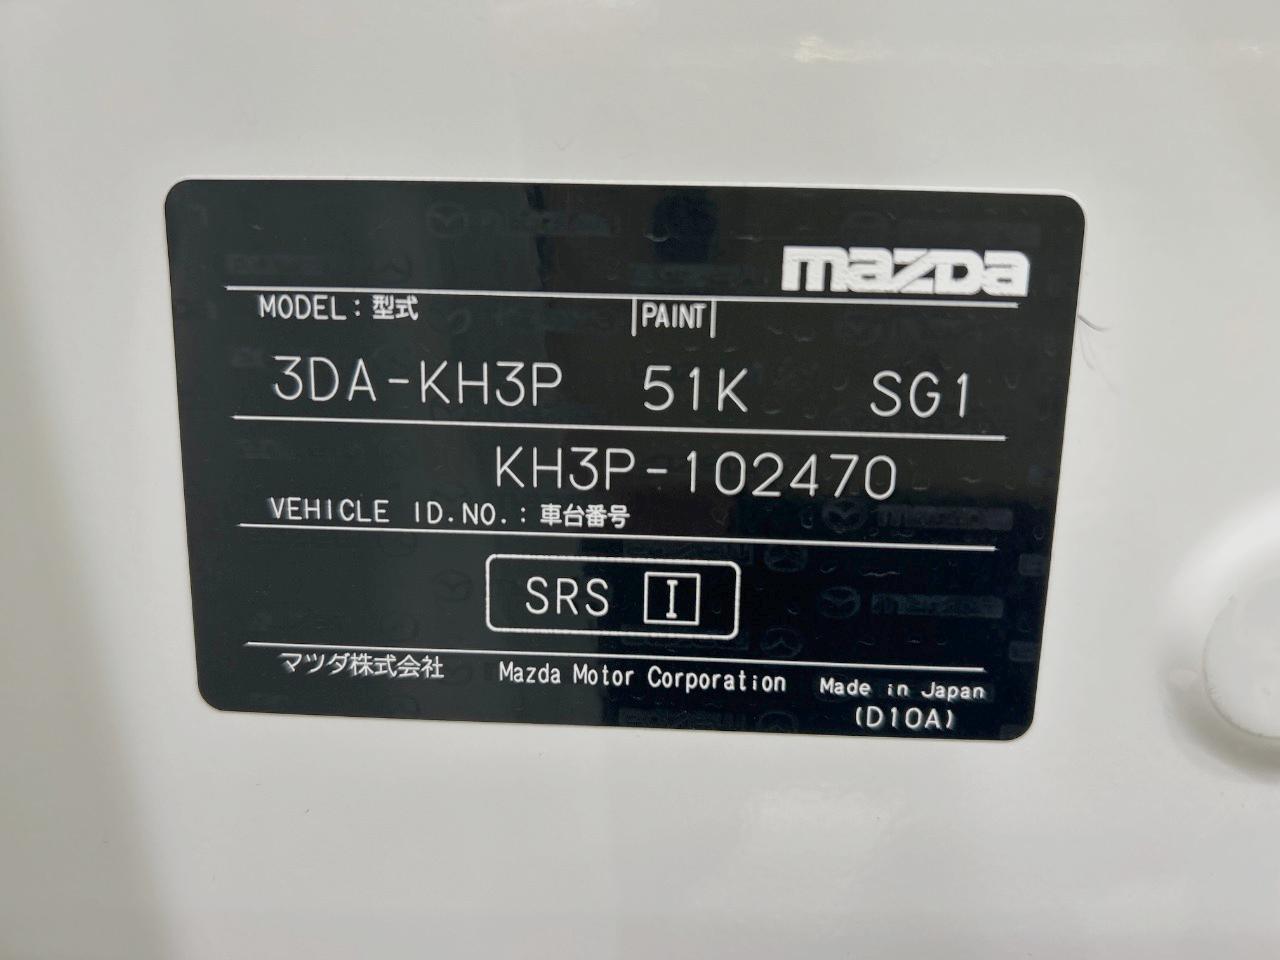 mazda
MODEL: 型式 PAINT
3DA-KH3P 51K SG1
KH3P-102470
VEHICLE ID.NO.: 車台番号
SRS I
マツダ株式会社 Mazda Motor Corporation Made in Japan
(D10A)